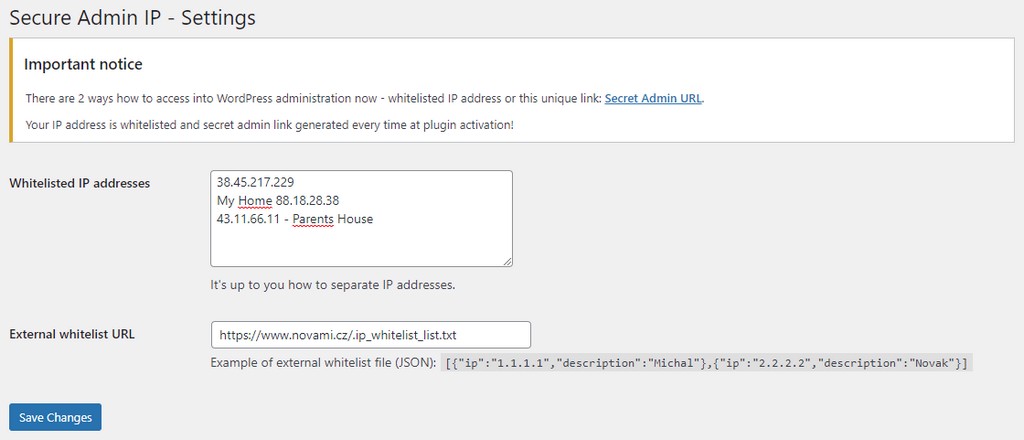 Secure Admin IP - Settings
Important notice
There are 2 ways how to access into WordPress administration now - whitelisted IP address or this unique link: Secret Admin URL.
Your IP address is whitelisted and secret admin link generated every time at plugin activation!
Whitelisted IP addresses
38.45.217.229
My Home 88.18.28.38
43.11.66.11 - Parents House
It's up to you how to separate IP addresses.
External whitelist URL
https://www.novami.cz/.ip_whitelist_list.txt
Example of external whitelist file (JSON): [{"ip":"1.1.1.1","description":"Michal"},{"ip":"2.2.2.2","description":"Novak"}]
Save Changes